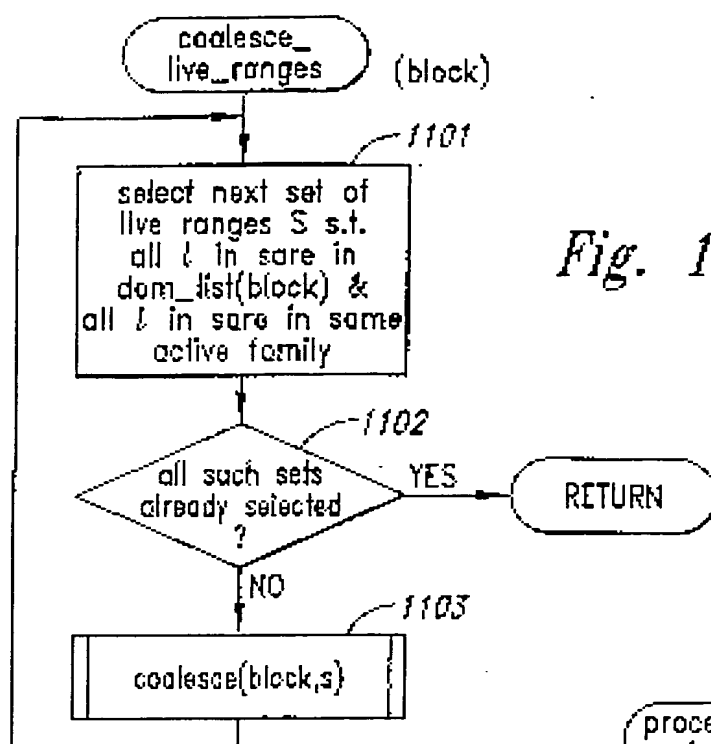 coalesce_
live_ranges
(block)
1101
select next set of
live ranges S s.t.
all l in sare in
dom_list(block) &
all l in sare in same
active family
Fig. 1
1102
all such sets
already selected
?
YES
RETURN
NO
1103
coalesce(block,s)
proce